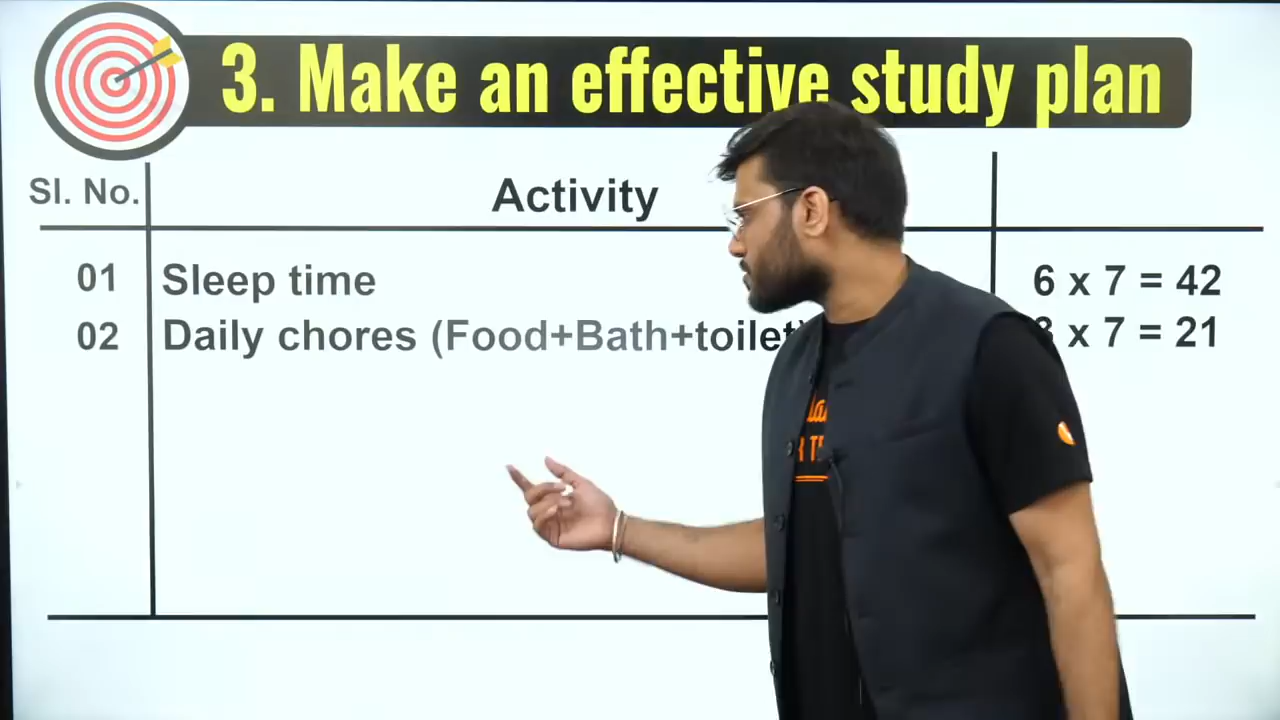 3. Make an effective study plan
Sl. No. Activity
01 Sleep time 6 x 7 = 42
02 Daily chores (Food+Bath+toilet) x 7 = 21